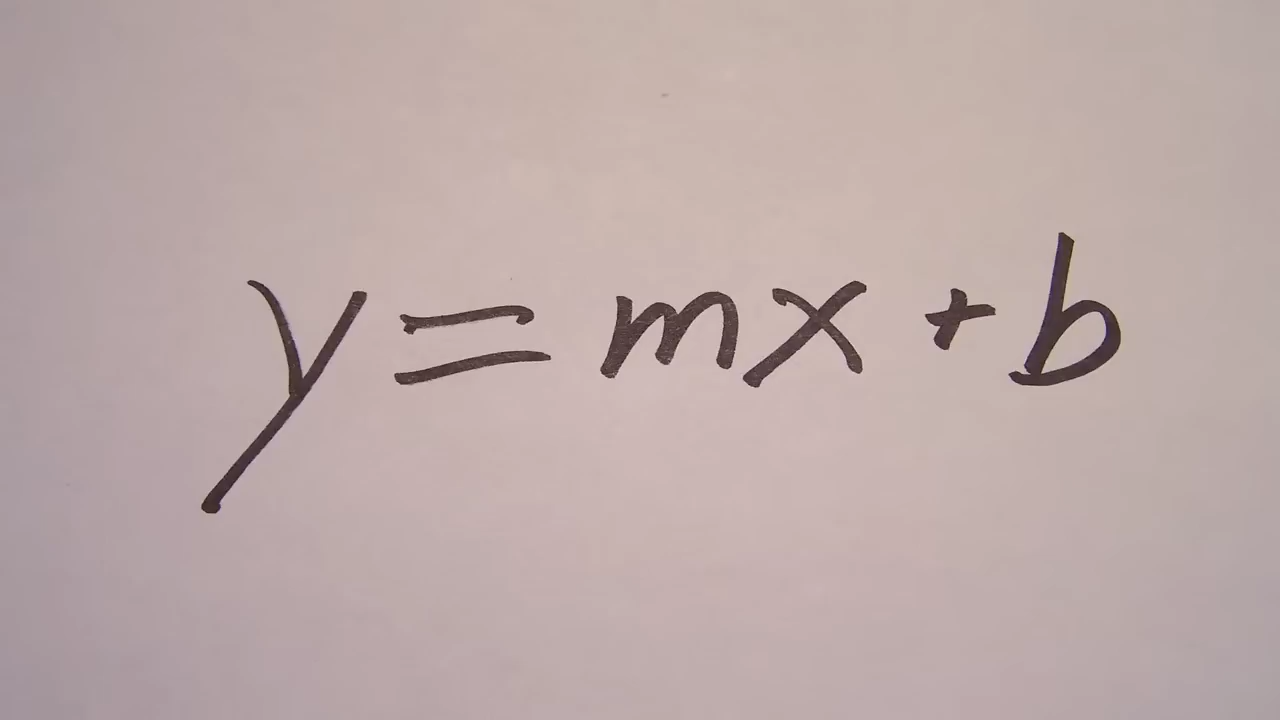 y = mx + b